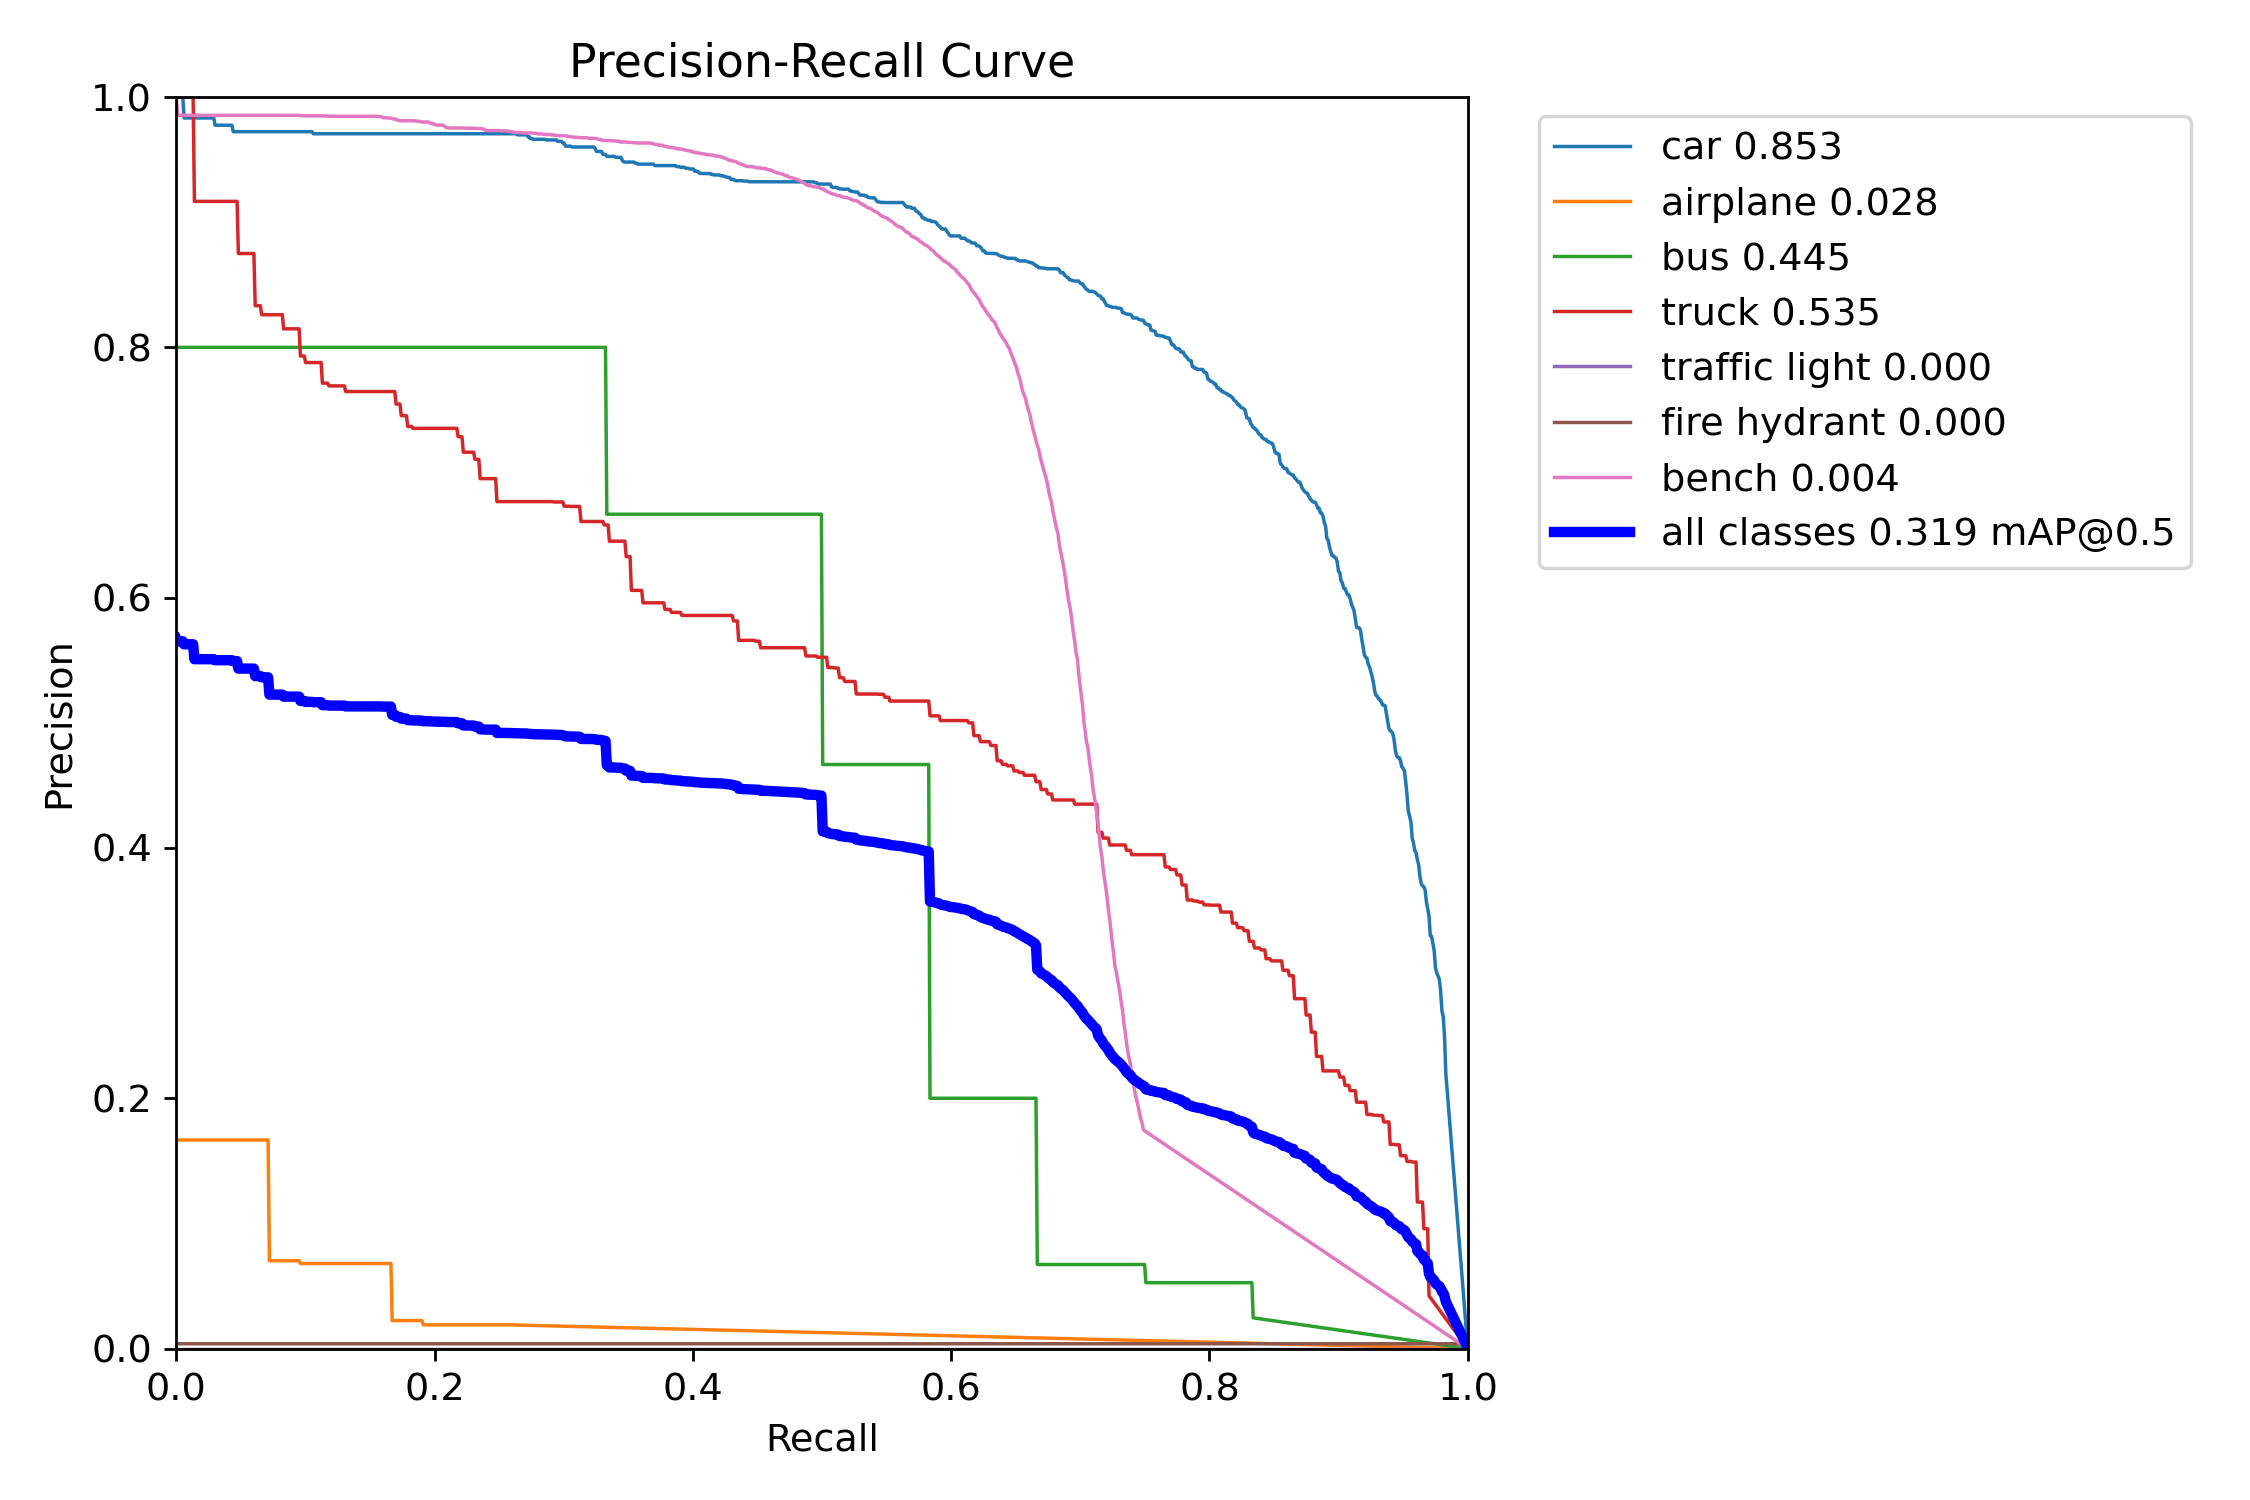 Precision-Recall Curve
1.0
0.8
0.6
0.4
0.2
0.0
Precision
0.0 0.2 0.4 0.6 0.8 1.0
Recall
car 0.853
airplane 0.028
bus 0.445
truck 0.535
traffic light 0.000
fire hydrant 0.000
bench 0.004
all classes 0.319 mAP@0.5